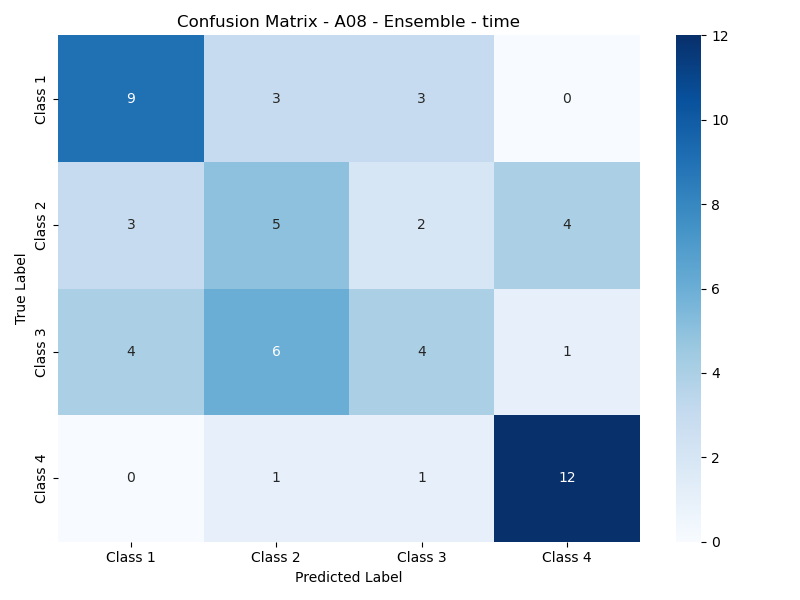 Confusion Matrix - A08 - Ensemble - time
True Label
Class 1
9 3 3 0
Class 2
3 5 2 4
Class 3
4 6 4 1
Class 4
0 1 1 12
Class 1 Class 2 Class 3 Class 4
Predicted Label
12
10
8
6
4
2
0